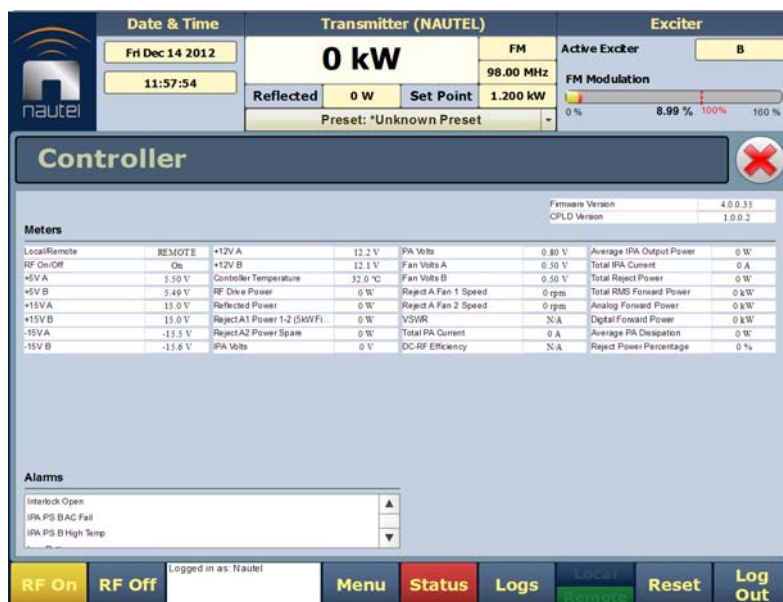 nautel
Date & Time
Fri Dec 14 2012
11:57:54
Transmitter (NAUTEL)
0 kW
FM
98.00 MHz
Reflected 0 W Set Point 1.200 kW
Preset: *Unknown Preset
Exciter
Active Exciter B
FM Modulation
0 % 8.99 % 100% 160 %
Controller
Firmware Version 4.0.0.35
CPLD Version 1.0.0.2
Meters
Local/Remote REMOTE +12V A 12.2 V PA Volts 0.80 V Average IPA Output Power 0 W
RF On/Off On +12V B 12.1 V Fan Volts A 0.50 V Total IPA Current 0 A
+5V A 5.50 V Controller Temperature 32.0 °C Fan Volts B 0.50 V Total Reject Power 0 W
+5V B 5.49 V RF Drive Power 0 W Reject A Fan 1 Speed 0 rpm Total RMS Forward Power 0 kW
+15V A 15.0 V Reflected Power 0 W Reject A Fan 2 Speed 0 rpm Analog Forward Power 0 kW
+15V B 15.0 V Reject A1 Power 1-2 (5kW Fi... 0 W VSWR N/A Digital Forward Power 0 kW
-15V A -15.5 V Reject A2 Power Spare 0 W Total PA Current 0 A Average PA Dissipation 0 W
-15V B -15.6 V IPA Volts 0 V DC-RF Efficiency N/A Reject Power Percentage 0 %
Alarms
Interlock Open
IPA PS B AC Fail
IPA PS B High Temp
RF On RF Off Logged in as: Nautel Menu Status Logs Local Remote Reset Log Out